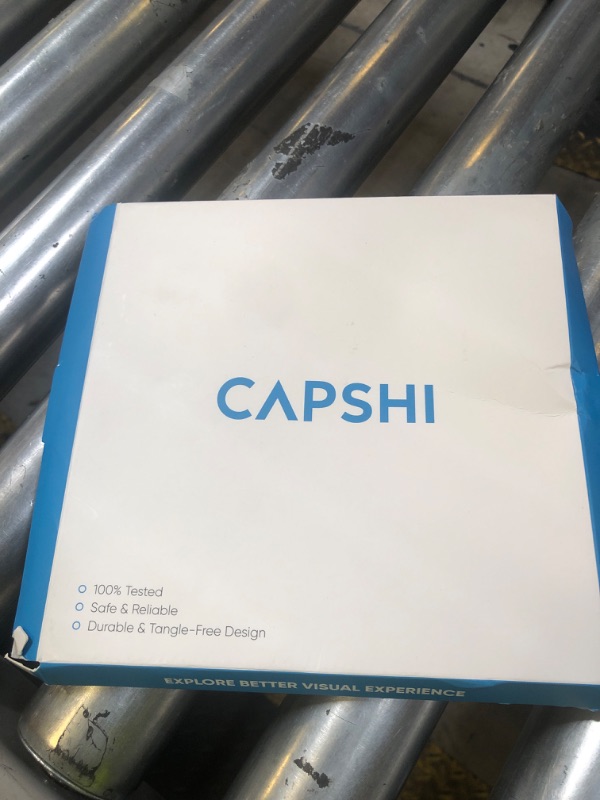 CAPSHI
100% Tested
Safe & Reliable
Durable & Tangle-Free Design
EXPLORE BETTER VISUAL EXPERIENCE